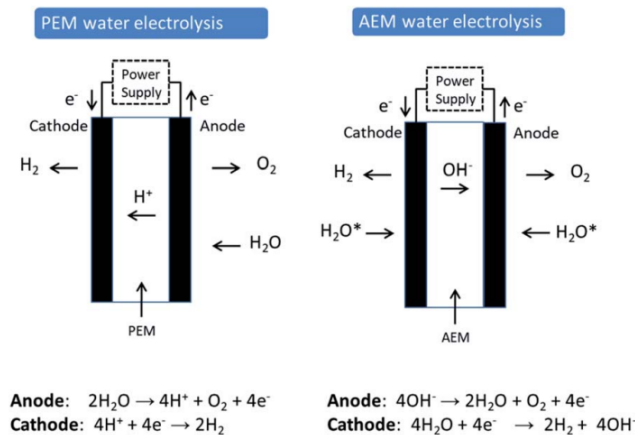 PEM water electrolysis
Power
Supply
e⁻
e⁻
Cathode
Anode
H₂
O₂
H⁺
H₂O
PEM
Anode: 2H₂O → 4H⁺ + O₂ + 4e⁻
Cathode: 4H⁺ + 4e⁻ → 2H₂
AEM water electrolysis
Power
Supply
e⁻
e⁻
Cathode
Anode
H₂
OH⁻
O₂
H₂O*
H₂O*
AEM
Anode: 4OH⁻ → 2H₂O + O₂ + 4e⁻
Cathode: 4H₂O + 4e⁻ → 2H₂ + 4OH⁻